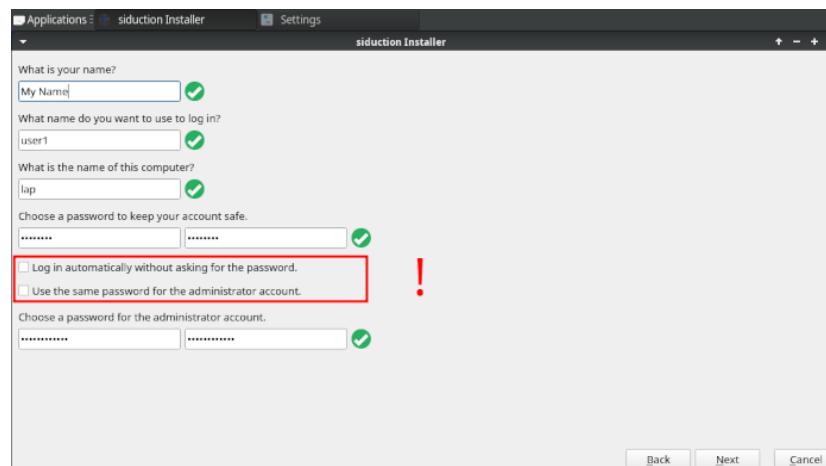 Applications
siduction Installer
Settings
siduction Installer
What is your name?
My Name
What name do you want to use to log in?
user1
What is the name of this computer?
lap
Choose a password to keep your account safe.
•••••••• ••••••••
Log in automatically without asking for the password.
!
Use the same password for the administrator account.
Choose a password for the administrator account.
•••••••••••• ••••••••••••
Back Next Cancel